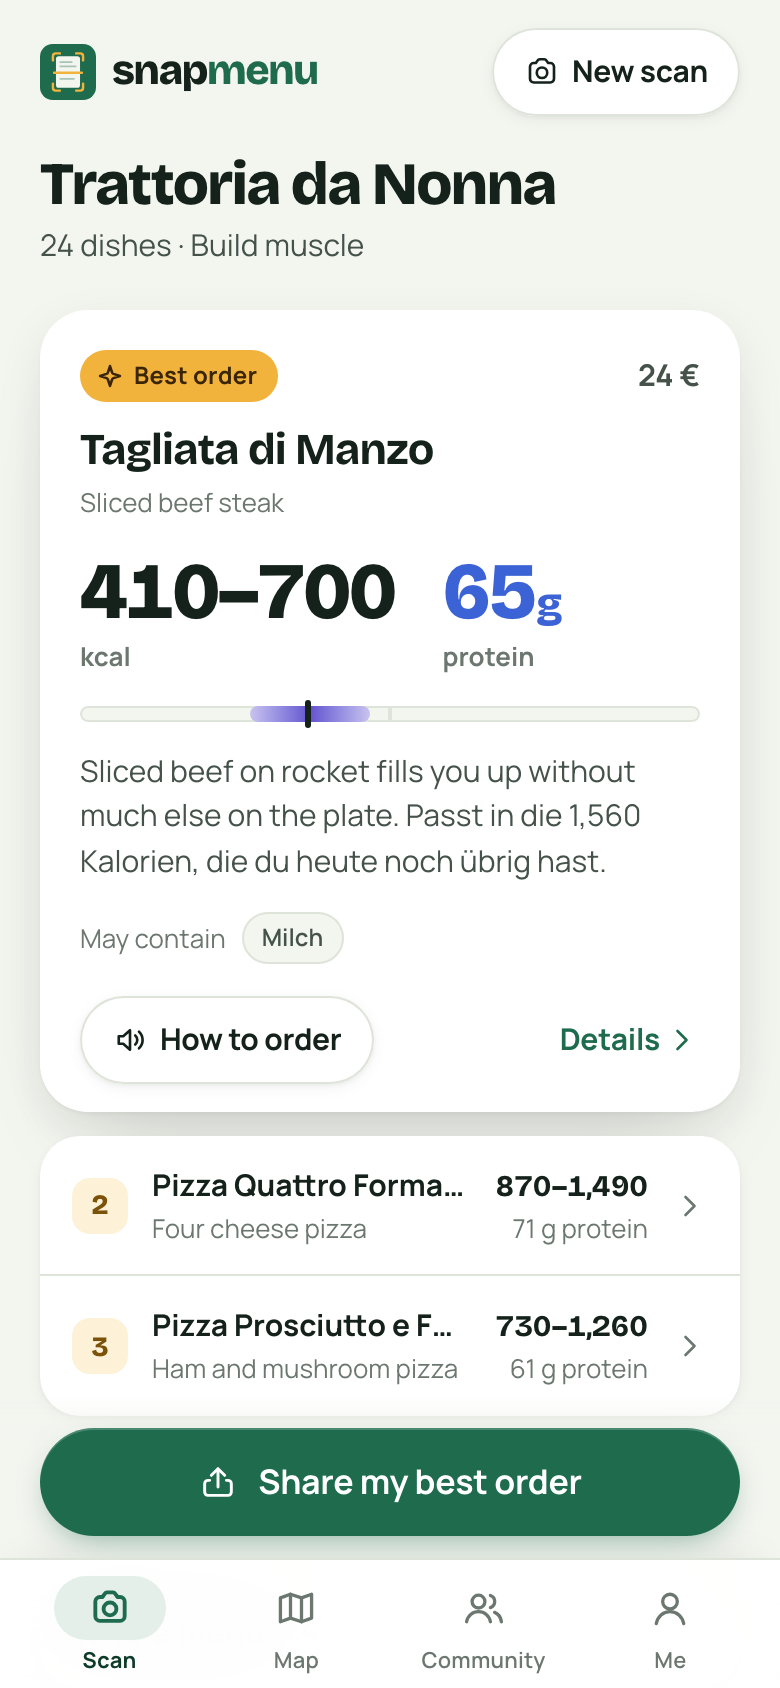 snapmenu
New scan
Trattoria da Nonna
24 dishes · Build muscle
Best order
24 €
Tagliata di Manzo
Sliced beef steak
410–700 65g
kcal protein
Sliced beef on rocket fills you up without
much else on the plate. Passt in die 1,560
Kalorien, die du heute noch übrig hast.
May contain Milch
How to order
Details
2 Pizza Quattro Forma... 870–1,490
Four cheese pizza 71 g protein
3 Pizza Prosciutto e F... 730–1,260
Ham and mushroom pizza 61 g protein
Share my best order
Scan Map Community Me